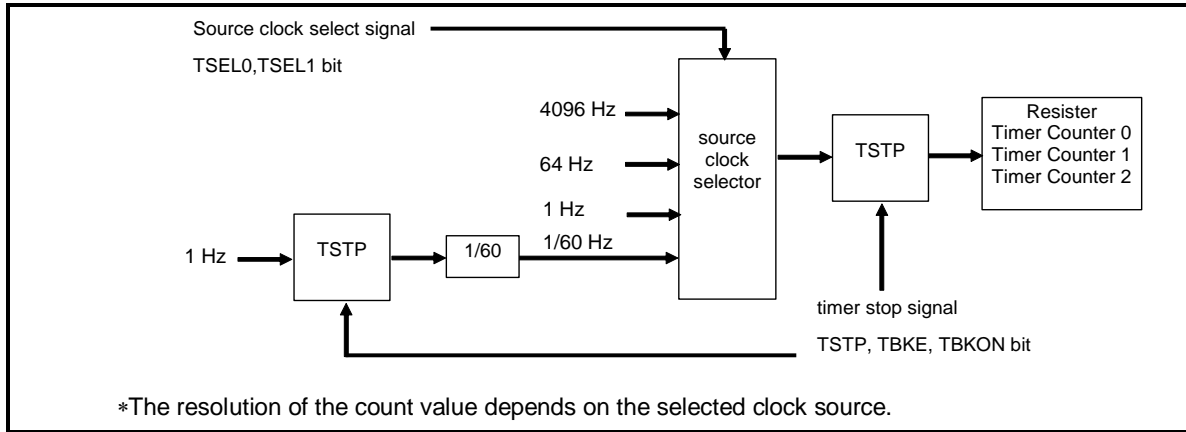 Source clock select signal
TSEL0,TSEL1 bit
4096 Hz
64 Hz
1 Hz
1/60 Hz
source
clock
selector
TSTP
Resister
Timer Counter 0
Timer Counter 1
Timer Counter 2
1 Hz
TSTP
1/60
timer stop signal
TSTP, TBKE, TBKON bit
*The resolution of the count value depends on the selected clock source.